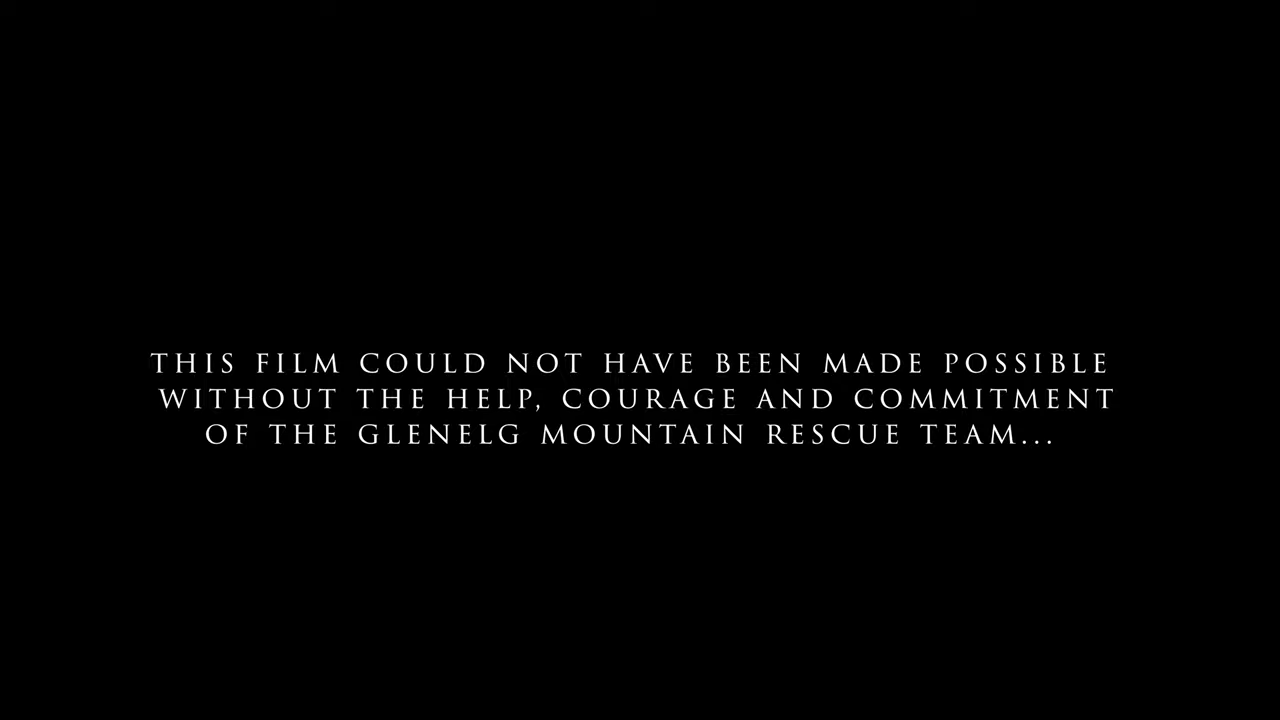 THIS FILM COULD NOT HAVE BEEN MADE POSSIBLE
WITHOUT THE HELP, COURAGE AND COMMITMENT
OF THE GLENELG MOUNTAIN RESCUE TEAM...